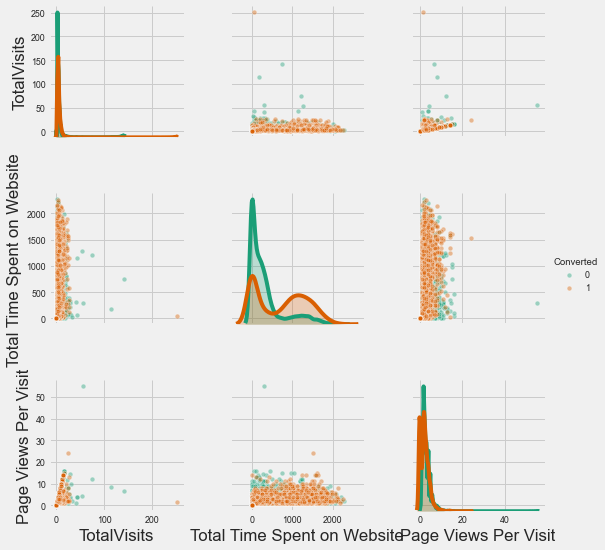 250
200
150
100
50
0
TotalVisits
2000
1500
1000
500
0
Total Time Spent on Website
Converted
0
1
50
40
30
20
10
0
Page Views Per Visit
0 200
0 1000 2000
0 20 40
TotalVisits
Total Time Spent on Website
Page Views Per Visit